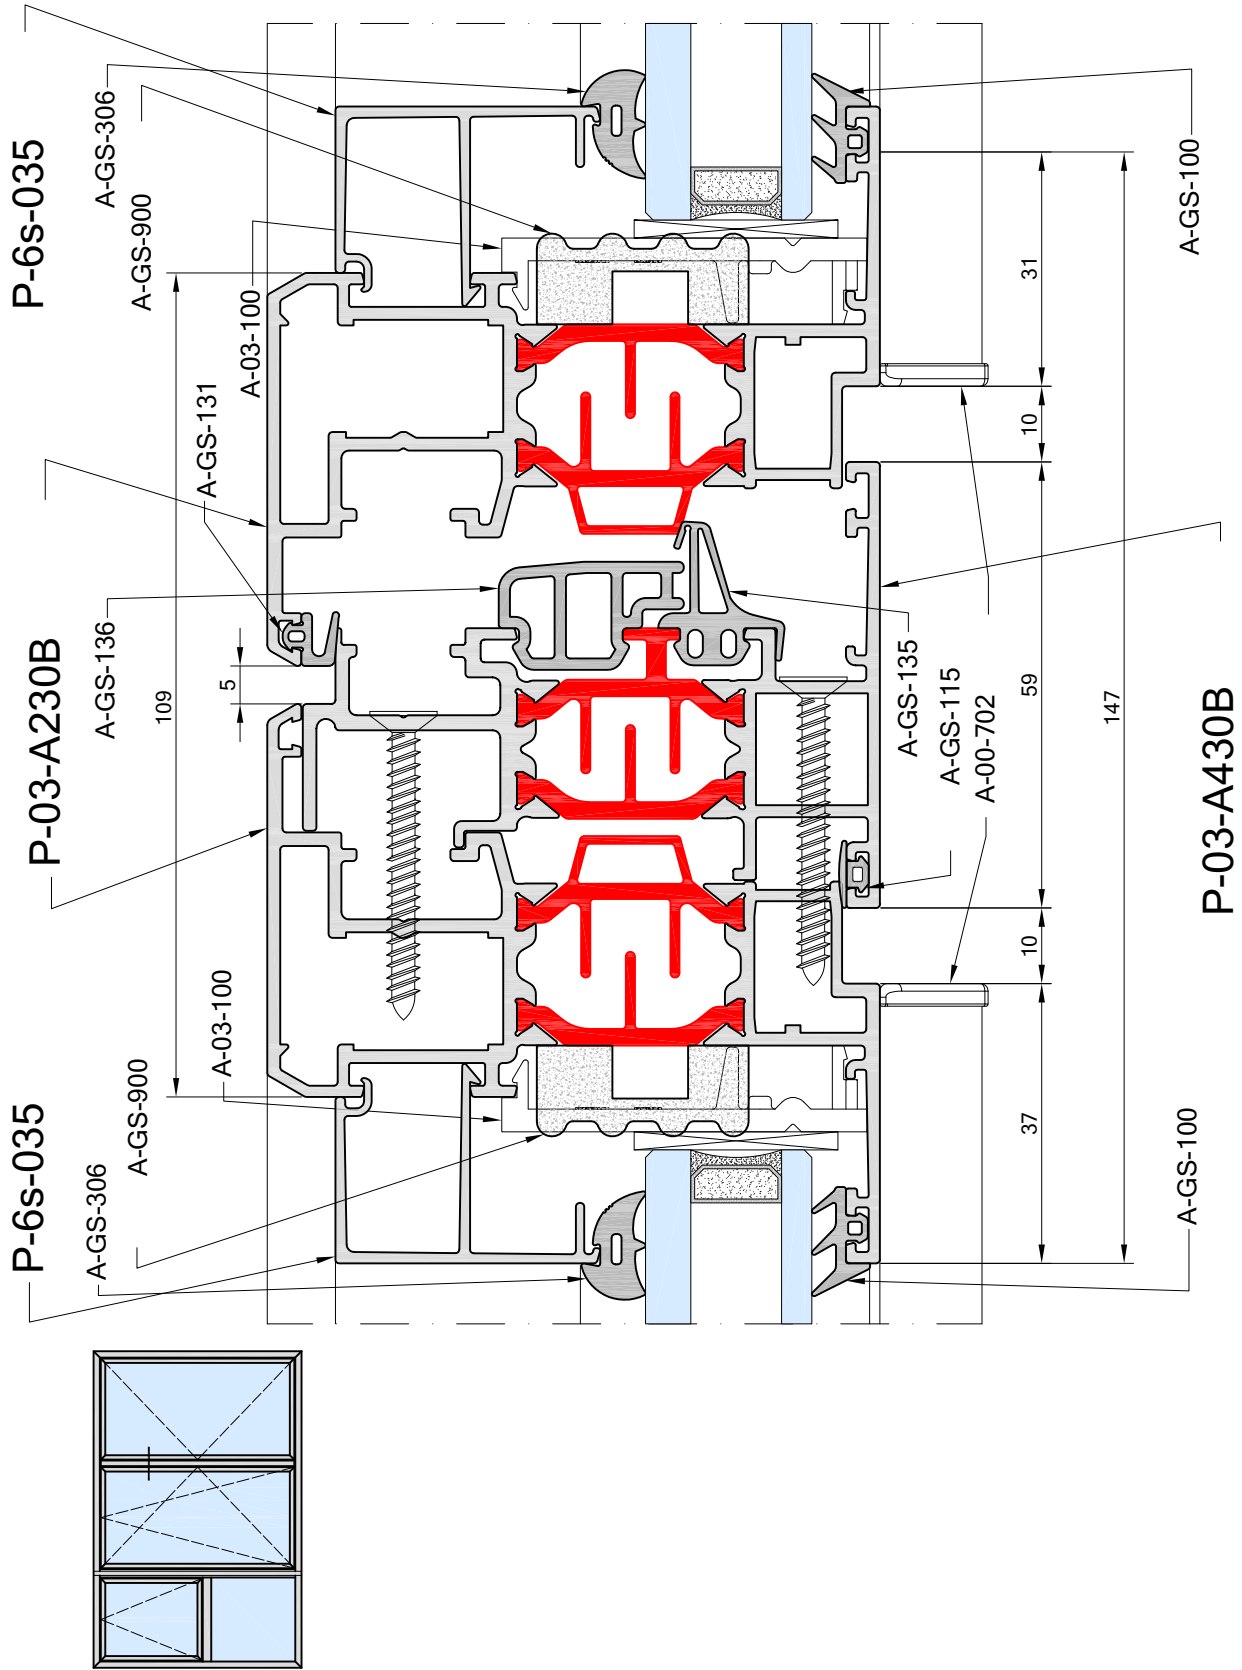 P-6s-035
A-GS-306
A-GS-900
A-03-100
A-GS-131
P-03-A230B
A-GS-136
109
5
P-6s-035
A-GS-306
A-GS-900
A-03-100
A-GS-100
31
10
59
147
10
37
A-GS-135
A-GS-115
A-00-702
P-03-A430B
A-GS-100